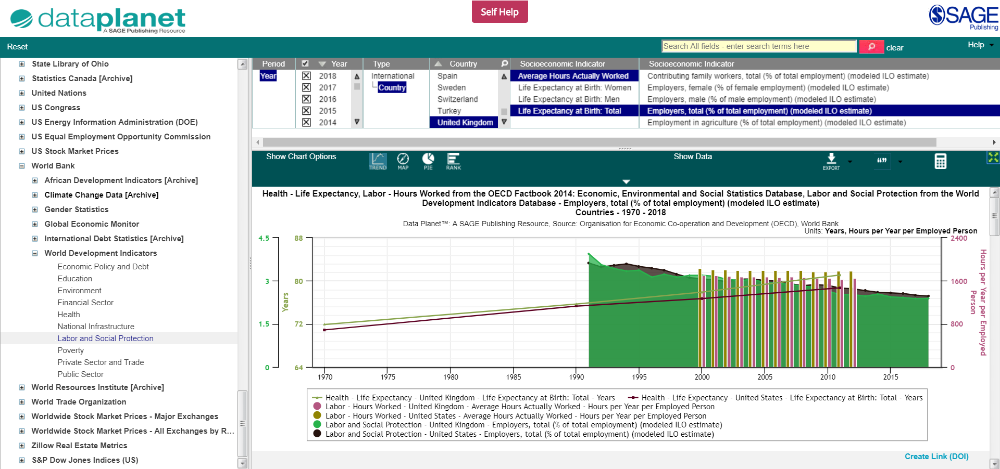 dataplanet
A SAGE Publishing Resource
Self Help
SAGE
Publishing
Reset
Search All fields - enter search terms here
clear
Help
State Library of Ohio
Statistics Canada [Archive]
United Nations
US Congress
US Energy Information Administration (DOE)
US Equal Employment Opportunity Commission
US Stock Market Prices
World Bank
African Development Indicators [Archive]
Climate Change Data [Archive]
Gender Statistics
Global Economic Monitor
International Debt Statistics [Archive]
World Development Indicators
Economic Policy and Debt
Education
Environment
Financial Sector
Health
National Infrastructure
Labor and Social Protection
Poverty
Private Sector and Trade
Public Sector
World Resources Institute [Archive]
World Trade Organization
Worldwide Stock Market Prices - Major Exchanges
Worldwide Stock Market Prices - All Exchanges by R...
Zillow Real Estate Metrics
S&P Dow Jones Indices (US)
Period Year Type Country Socioeconomic Indicator Socioeconomic Indicator
Year 2018 International Spain Average Hours Actually Worked Contributing family workers, total (% of total employment) (modeled ILO estimate)
2017 Country Sweden Life Expectancy at Birth: Women Employers, female (% of female employment) (modeled ILO estimate)
2016 Switzerland Life Expectancy at Birth: Men Employers, male (% of male employment) (modeled ILO estimate)
2015 Turkey Life Expectancy at Birth: Total Employers, total (% of total employment) (modeled ILO estimate)
2014 United Kingdom Employment in agriculture (% of total employment) (modeled ILO estimate)
Show Chart Options
TREND MAP PIE RANK
Show Data
EXPORT
“”
Health - Life Expectancy, Labor - Hours Worked from the OECD Factbook 2014: Economic, Environmental and Social Statistics Database, Labor and Social Protection from the World
Development Indicators Database - Employers, total (% of total employment) (modeled ILO estimate)
Countries - 1970 - 2018
Data Planet™: A SAGE Publishing Resource, Source: Organisation for Economic Co-operation and Development (OECD), World Bank
Units: Years, Hours per Year per Employed Person
4.5 88 2400
3 80 1600
1.5 72 800
0 64 0
Years
Hours per Year per Employed
Person
1970 1975 1980 1985 1990 1995 2000 2005 2010 2015
Health - Life Expectancy - United Kingdom - Life Expectancy at Birth: Total - Years Health - Life Expectancy - United States - Life Expectancy at Birth: Total - Years
Labor - Hours Worked - United Kingdom - Average Hours Actually Worked - Hours per Year per Employed Person
Labor - Hours Worked - United States - Average Hours Actually Worked - Hours per Year per Employed Person
Labor and Social Protection - United Kingdom - Employers, total (% of total employment) (modeled ILO estimate)
Labor and Social Protection - United States - Employers, total (% of total employment) (modeled ILO estimate)
Create Link (DOI)